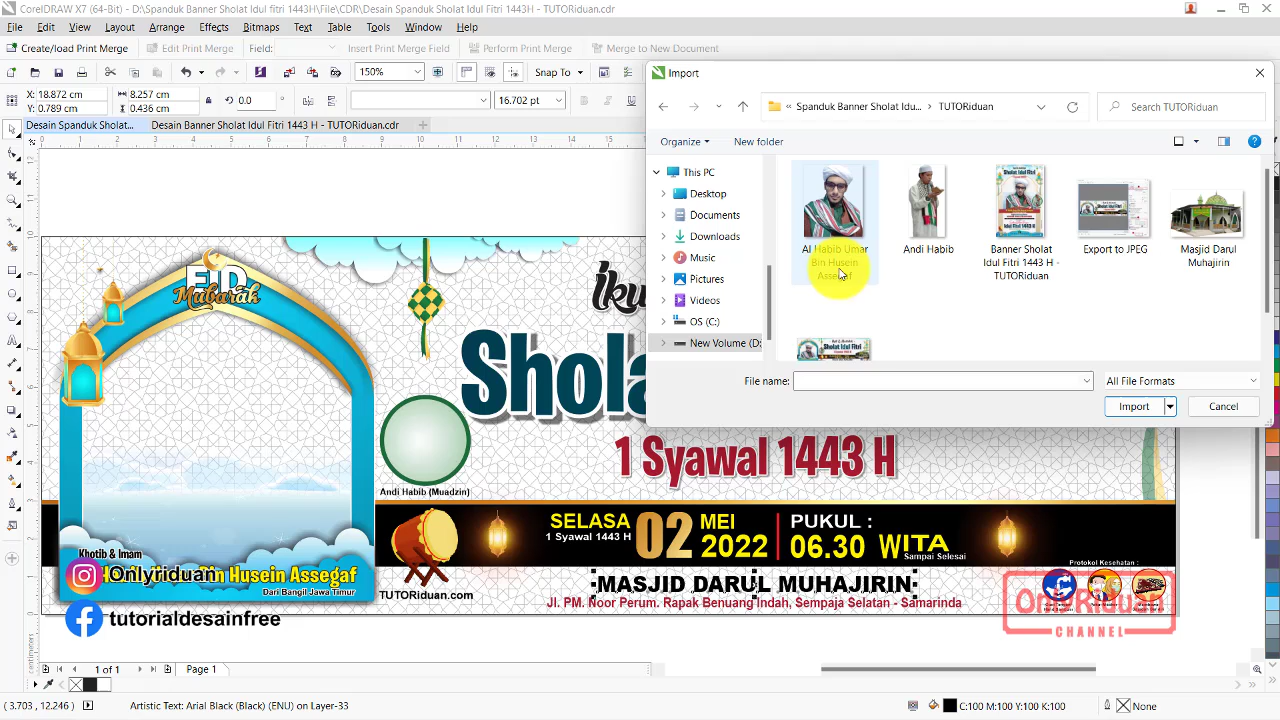 CorelDRAW X7 (64-Bit) - D:\Spanduk Banner Sholat Idul fitri 1443H\File\CDR\Desain Spanduk Sholat Idul Fitri 1443H - TUTORiduan.cdr
File Edit View Layout Arrange Effects Bitmaps Text Table Tools Window Help
Create/load Print Merge Edit Print Merge Field: Insert Print Merge Field Perform Print Merge Merge to New Document
150% Snap To
X: 18.872 cm
Y: 0.789 cm
8.257 cm
0.436 cm
0.0
16.702 pt
Desain Spanduk Sholat... Desain Banner Sholat Idul Fitri 1443 H - TUTORiduan.cdr
Import
Spanduk Banner Sholat Idu... TUTORiduan
Search TUTORiduan
Organize New folder
This PC
Desktop
Documents
Downloads
Music
Pictures
Videos
OS (C:)
New Volume (D:
Al Habib Umar
Bin Husein
Assegaf
Andi Habib
Banner Sholat
Idul Fitri 1443 H -
TUTORiduan
Export to JPEG
Masjid Darul
Muhajirin
File name:
All File Formats
Import
Cancel
EID
Mubarak
Iku
Shola
1 Syawal 1443 H
Andi Habib (Muadzin)
SELASA
1 Syawal 1443 H
02
MEI
2022
PUKUL :
06.30 WITA
Sampai Selesai
Khotib & Imam
Bin Husein Assegaf
Dari Bangil Jawa Timur
Onlyriduan
tutorialdesainfree
TUTORiduan.com
MASJID DARUL MUHAJIRIN
Jl. PM. Noor Perum. Rapak Benuang Indah, Sempaja Selatan - Samarinda
Protokol Kesehatan :
Only Riduan
CHANNEL
1 of 1
Page 1
( 3.703, 12.246 )
Artistic Text: Arial Black (Black) (ENU) on Layer-33
C:100 M:100 Y:100 K:100
None